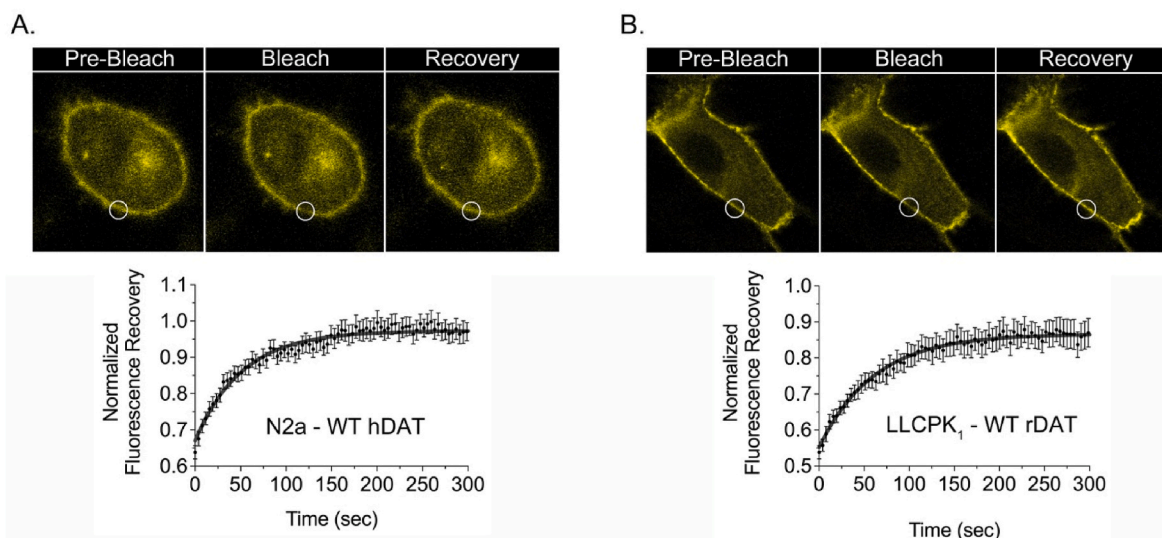 A.
Pre-Bleach Bleach Recovery
Normalized
Fluorescence Recovery
1.1
1.0
0.9
0.8
0.7
0.6
N2a - WT hDAT
0 50 100 150 200 250 300
Time (sec)
B.
Pre-Bleach Bleach Recovery
Normalized
Fluorescence Recovery
1.0
0.9
0.8
0.7
0.6
0.5
LLCPK₁ - WT rDAT
0 50 100 150 200 250 300
Time (sec)